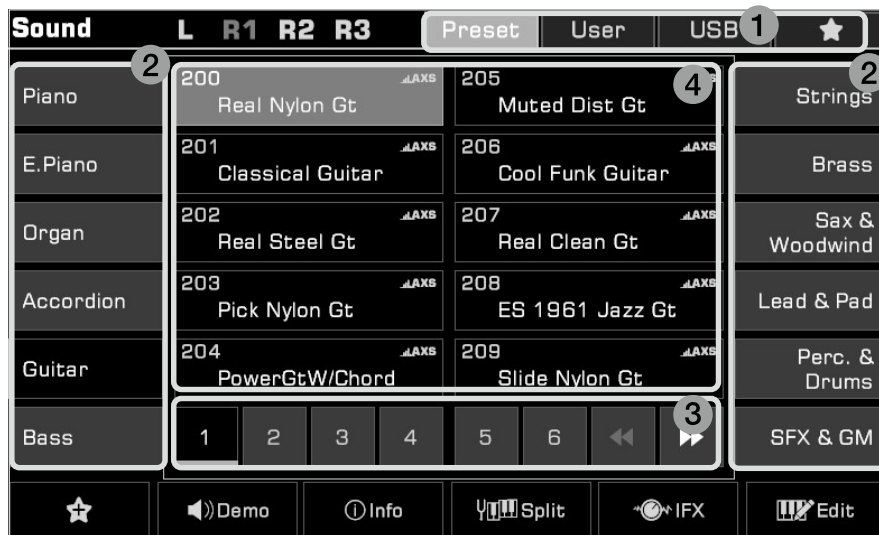 Sound L R1 R2 R3 Preset User USB 1
2
2
4
Piano
E.Piano
Organ
Accordion
Guitar
Bass
200 AXS
Real Nylon Gt
201 AXS
Classical Guitar
202 AXS
Real Steel Gt
203 AXS
Pick Nylon Gt
204 AXS
PowerGtW/Chord
205
Muted Dist Gt
206 AXS
Cool Funk Guitar
207 AXS
Real Clean Gt
208 AXS
ES 1961 Jazz Gt
209 AXS
Slide Nylon Gt
Strings
Brass
Sax &
Woodwind
Lead & Pad
Perc. &
Drums
SFX & GM
3
1 2 3 4 5 6
Demo Info Split IFX Edit